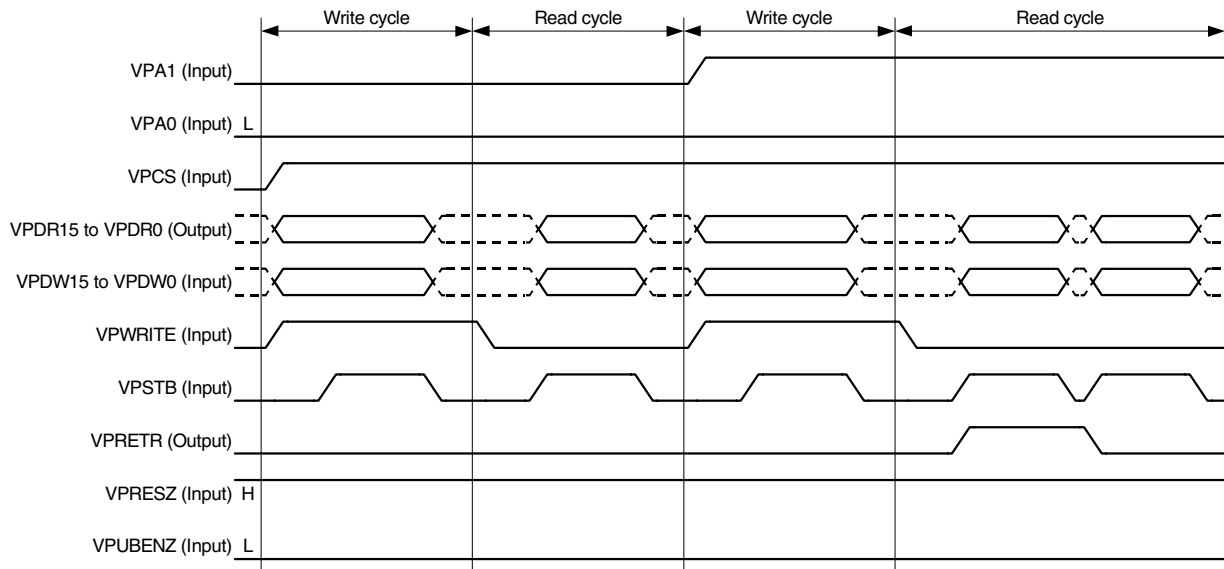 Write cycle Read cycle Write cycle Read cycle
VPA1 (Input)
VPA0 (Input) L
VPCS (Input)
VPDR15 to VPDR0 (Output)
VPDW15 to VPDW0 (Input)
VPWRITE (Input)
VPSTB (Input)
VPRETR (Output)
VPRESZ (Input) H
VPUBENZ (Input) L